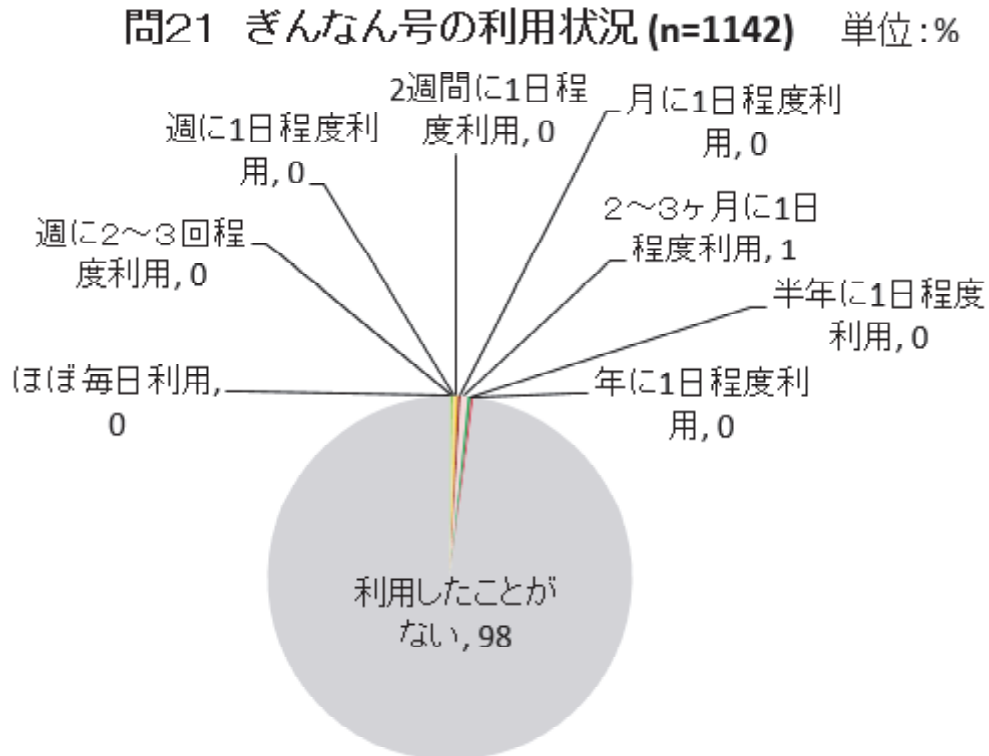 問21 ぎんなん号の利用状況 (n=1142) 単位:%
2週間に1日程
度利用, 0
月に1日程度利
用, 0
週に1日程度利
用, 0
2~3ヶ月に1日
程度利用, 1
週に2~3回程
度利用, 0
半年に1日程度
利用, 0
ほぼ毎日利用,
0
年に1日程度利
用, 0
利用したことが
ない, 98